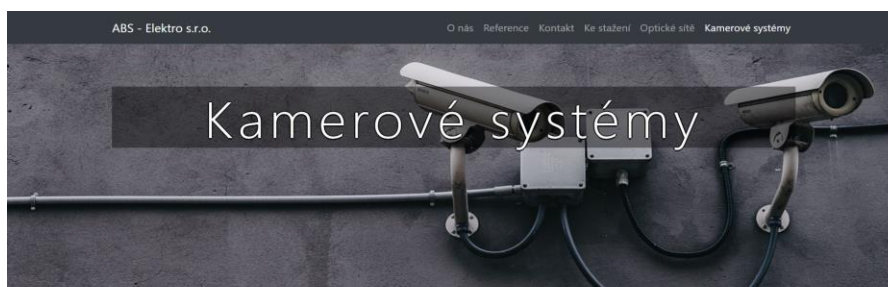 ABS - Elektro s.r.o.
O nás Reference Kontakt Ke stažení Optické sítě Kamerové systémy
Kamerové systémy